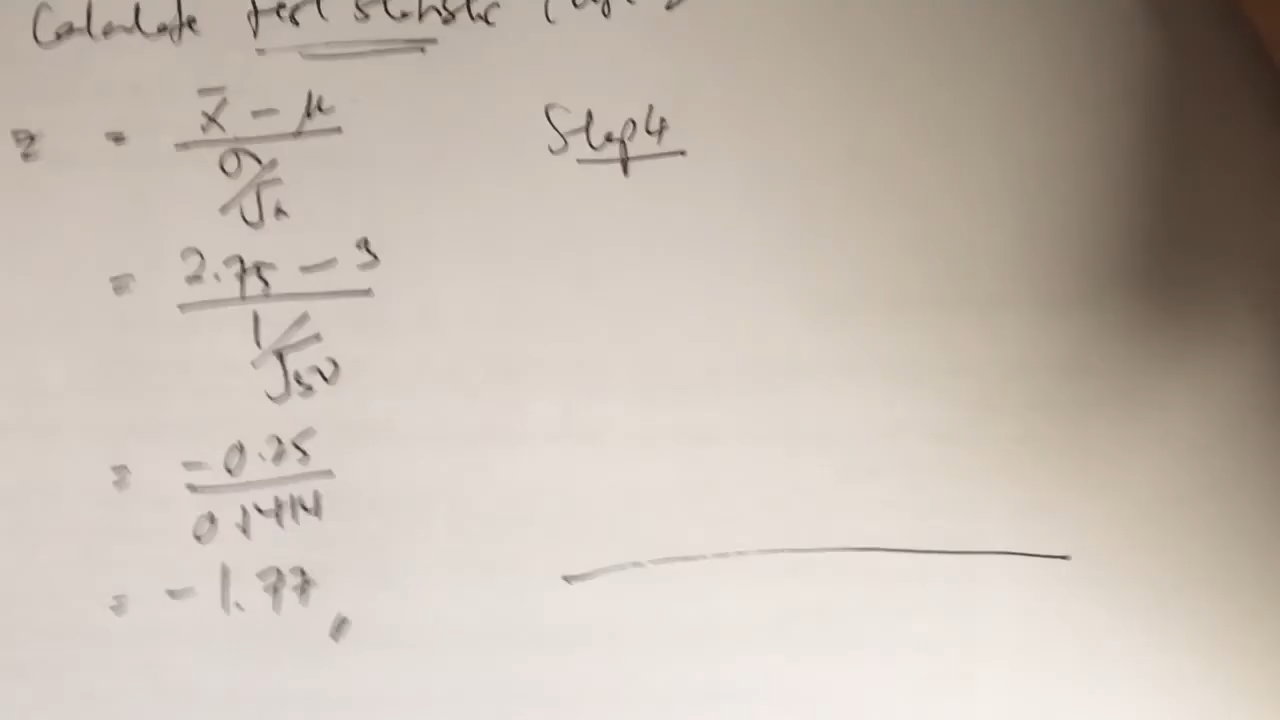 Calculate test statistic
z = x̄ - μ
σ/√n
= 2.75 - 3
1/√50
= -0.25
0.1414
= -1.77
Step 4